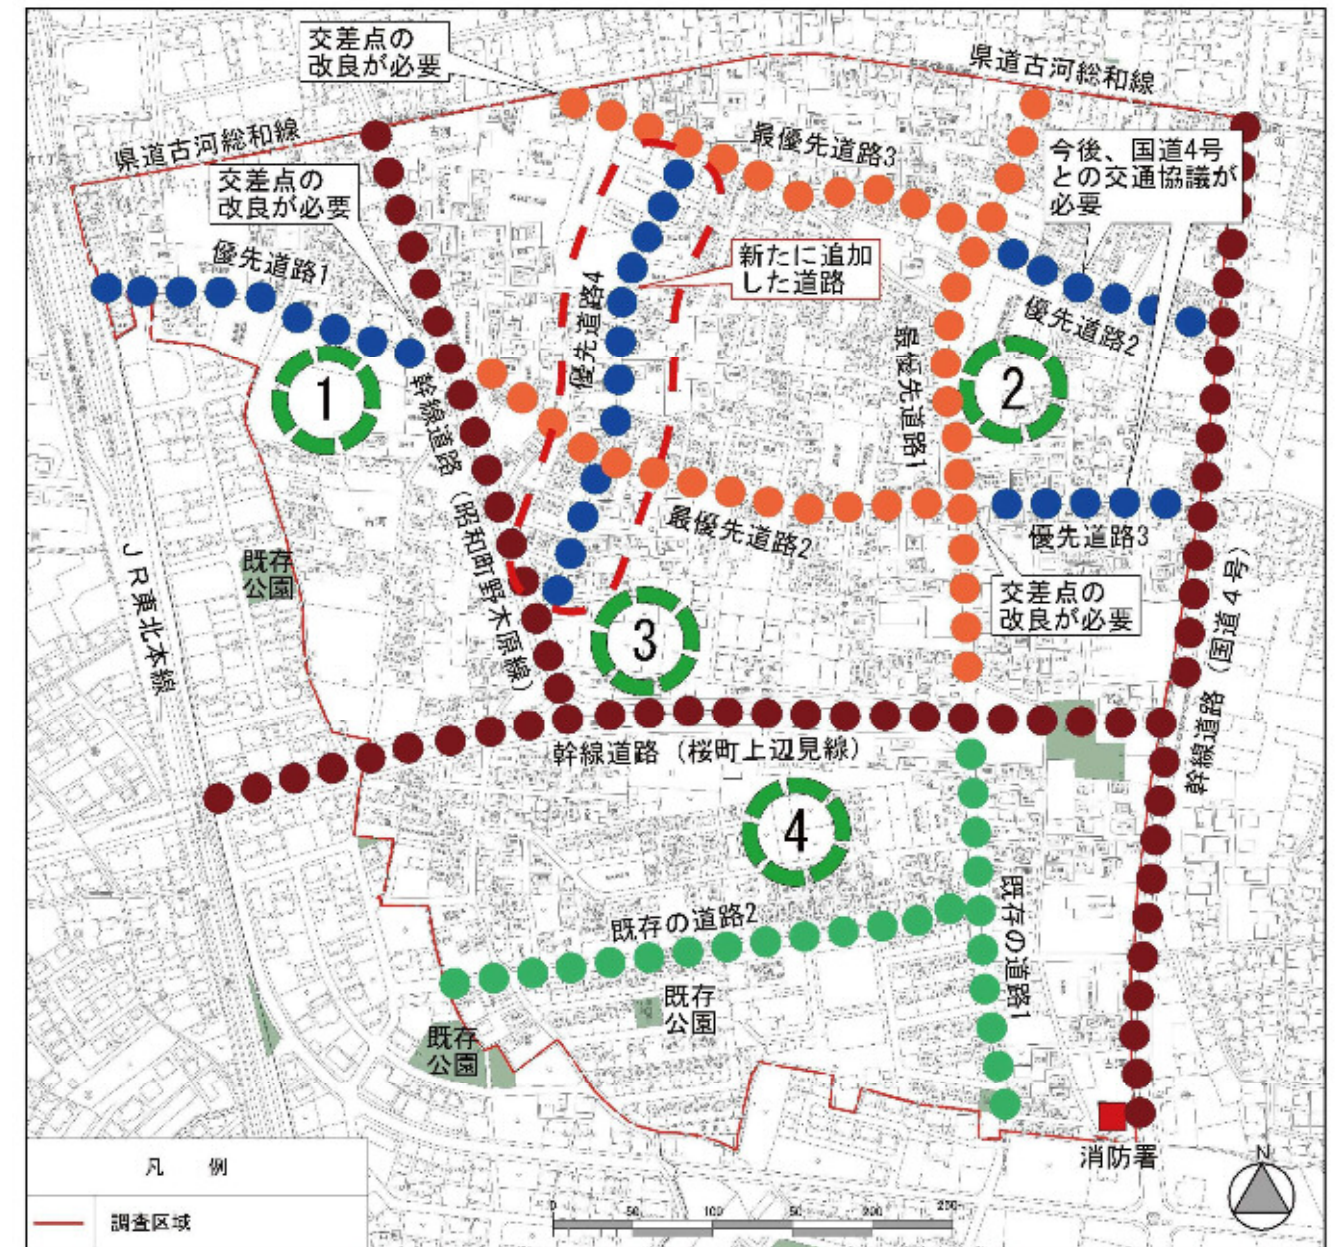 交差点の
改良が必要
県道古河総和線
県道古河総和線
最優先道路3
今後、国道4号
との交通協議が
必要
交差点の
改良が必要
優先道路1
新たに追加
した道路
優先道路4
優先道路2
最優先道路1
1
2
幹線道路（昭和町野木原線）
最優先道路2
優先道路3
既存
公園
JR東北本線
交差点の
改良が必要
3
幹線道路（国道4号）
幹線道路（桜町上辺見線）
4
既存の道路2
既存の道路1
既存
公園
既存
公園
消防署
凡例
調査区域
N
0 50 100 50 200 250